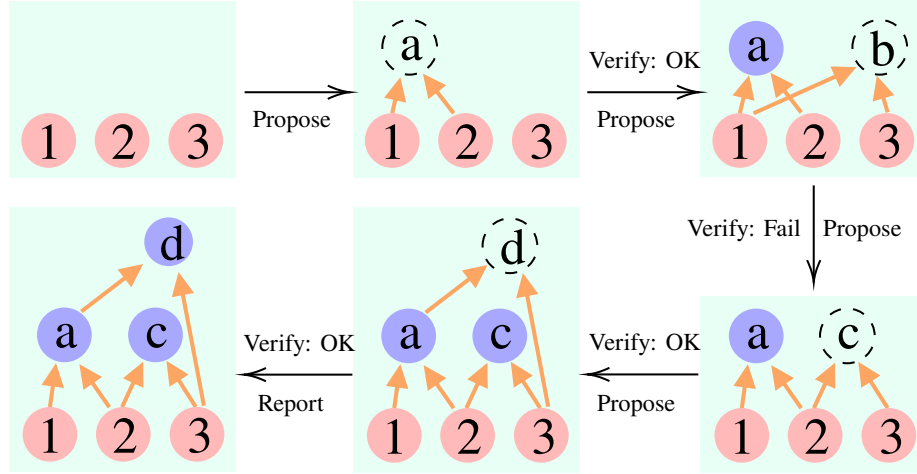 1 2 3
Propose
a
1 2 3
Verify: OK
Propose
a b
1 2 3
Verify: Fail Propose
a c
1 2 3
Verify: OK
Propose
d
a c
1 2 3
Verify: OK
Report
d
a c
1 2 3